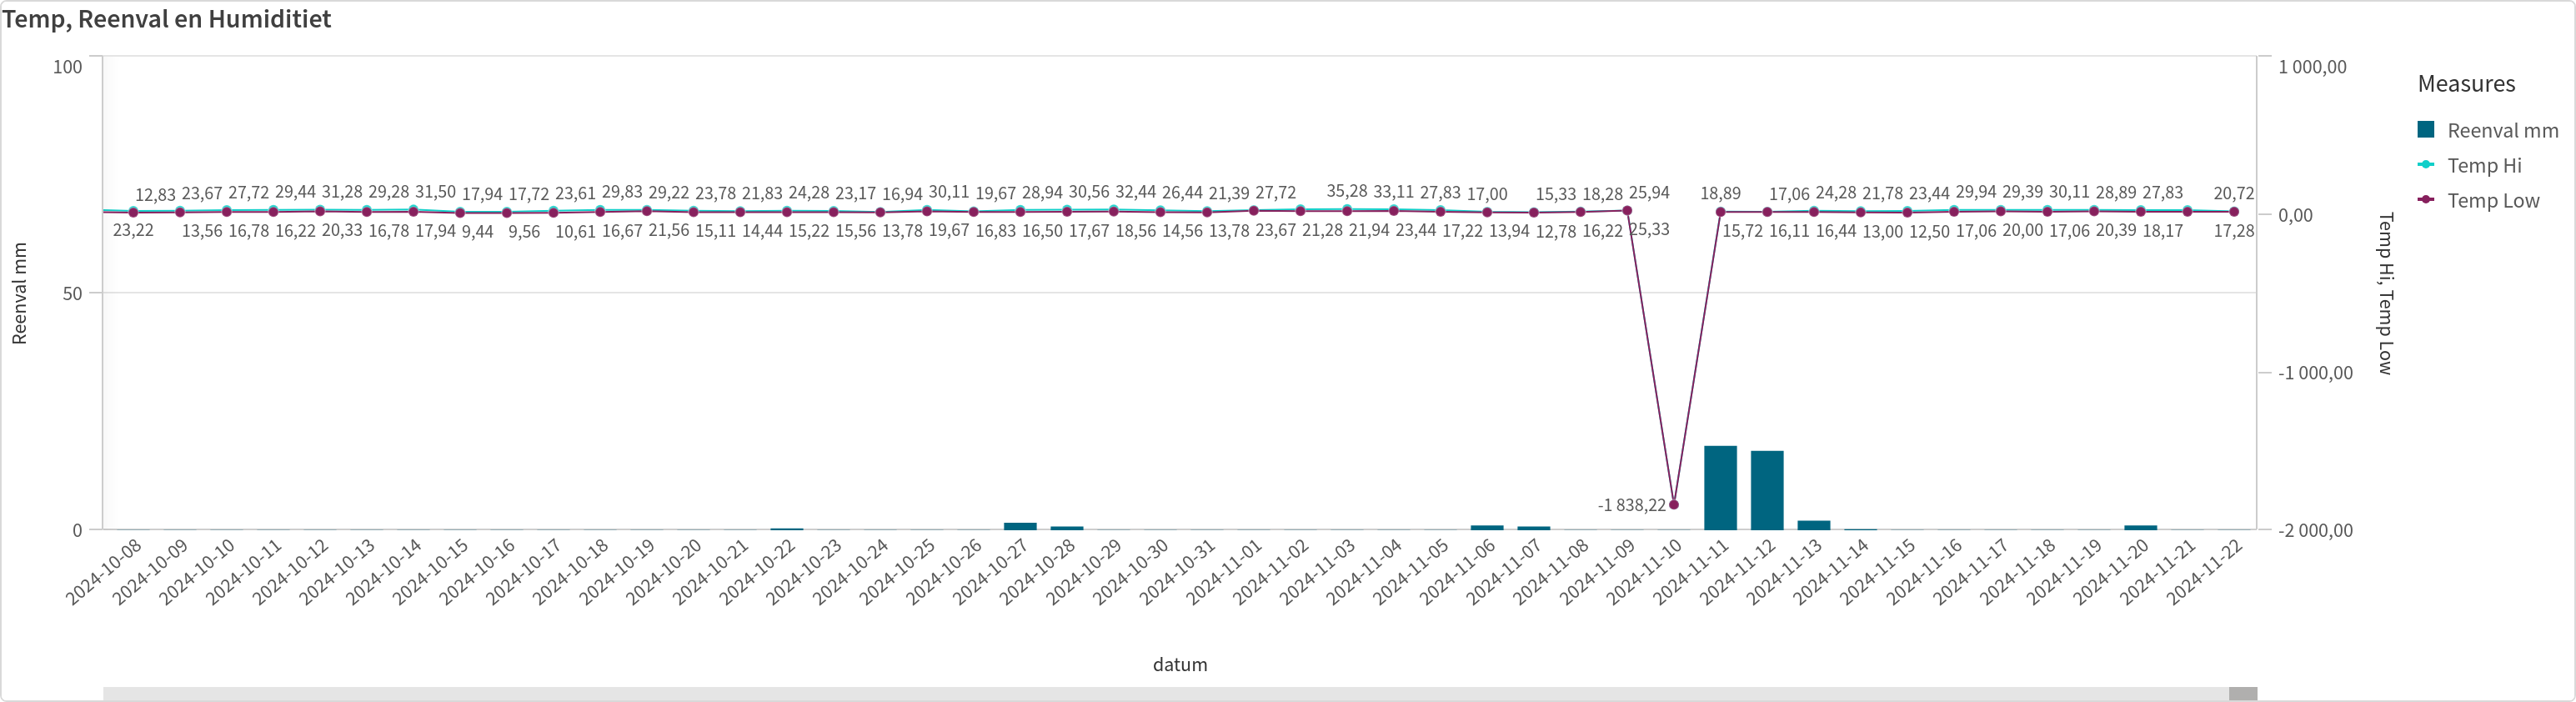 Temp, Reenval en Humiditiet
100
50
0
Reenval mm
12,83 23,67 27,72 29,44 31,28 29,28 31,50 17,94 17,72 23,61 29,83 29,22 23,78 21,83 24,28 23,17 16,94 30,11 19,67 28,94 30,56 32,44 26,44 21,39 27,72 35,28 33,11 27,83 17,00 15,33 18,28 25,94 18,89 17,06 24,28 21,78 23,44 29,94 29,39 30,11 28,89 27,83 20,72
23,22 13,56 16,78 16,22 20,33 16,78 17,94 9,44 9,56 10,61 16,67 21,56 15,11 14,44 15,22 15,56 13,78 19,67 16,83 16,50 17,67 18,56 14,56 13,78 23,67 21,28 21,94 23,44 17,22 13,94 12,78 16,22 25,33 15,72 16,11 16,44 13,00 12,50 17,06 20,00 17,06 20,39 18,17 17,28
-1 838,22
1 000,00
0,00
-1 000,00
-2 000,00
Temp Hi, Temp Low
2024-10-08 2024-10-09 2024-10-10 2024-10-11 2024-10-12 2024-10-13 2024-10-14 2024-10-15 2024-10-16 2024-10-17 2024-10-18 2024-10-19 2024-10-20 2024-10-21 2024-10-22 2024-10-23 2024-10-24 2024-10-25 2024-10-26 2024-10-27 2024-10-28 2024-10-29 2024-10-30 2024-10-31 2024-11-01 2024-11-02 2024-11-03 2024-11-04 2024-11-05 2024-11-06 2024-11-07 2024-11-08 2024-11-09 2024-11-10 2024-11-11 2024-11-12 2024-11-13 2024-11-14 2024-11-15 2024-11-16 2024-11-17 2024-11-18 2024-11-19 2024-11-20 2024-11-21 2024-11-22
datum
Measures
Reenval mm
Temp Hi
Temp Low